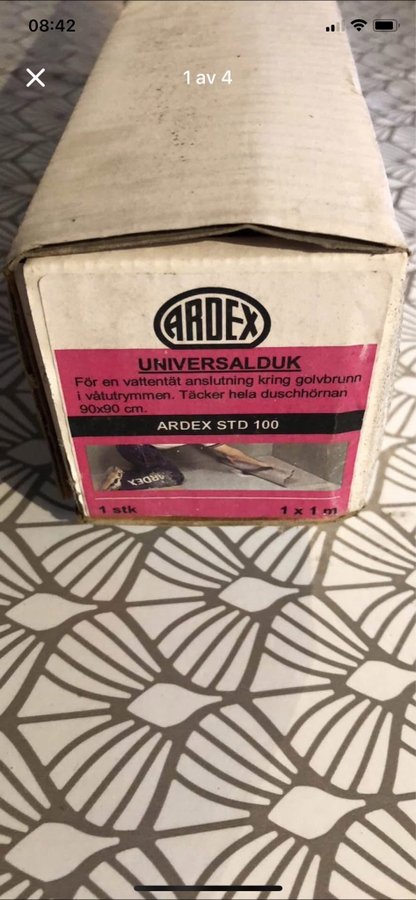 08:42
1 av 4
ARDEX
UNIVERSALDUK
För en vattentät anslutning kring golvbrunn
i våtutrymmen. Täcker hela duschhörnan
90x90 cm.
ARDEX STD 100
ARDEX
1 stk
1 x 1 m